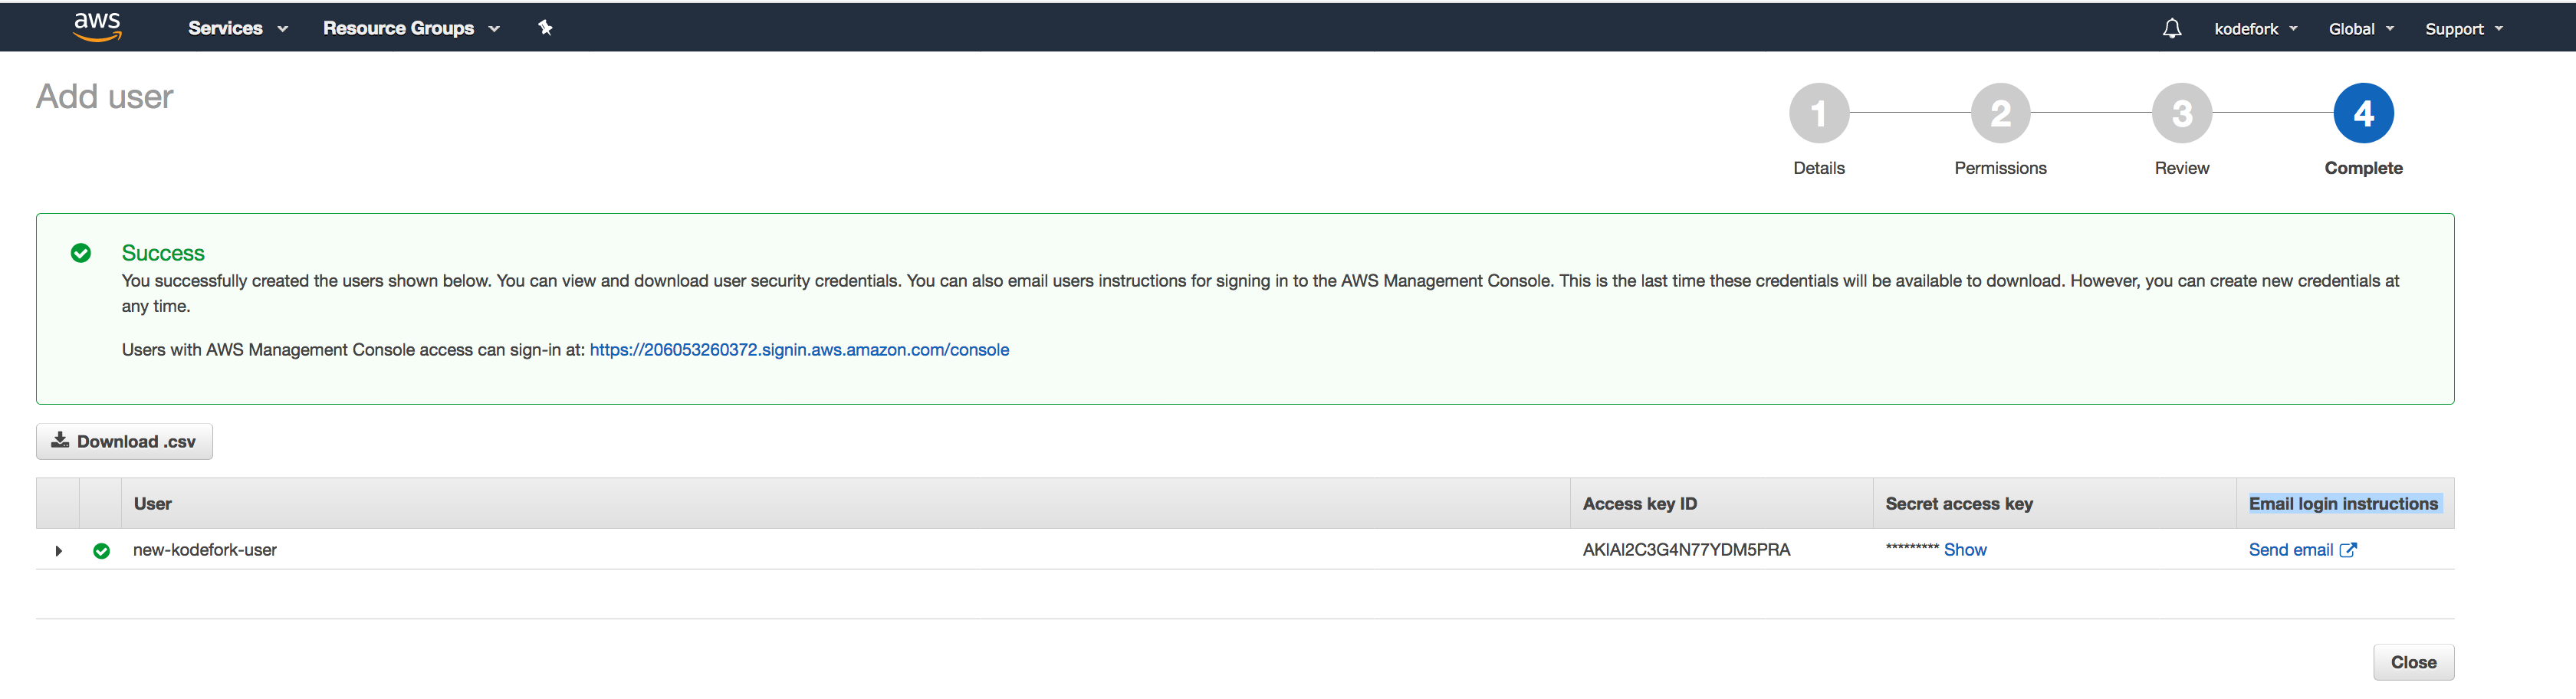 aws Services Resource Groups kodefork Global Support
Add user
1 2 3 4
Details Permissions Review Complete
Success
You successfully created the users shown below. You can view and download user security credentials. You can also email users instructions for signing in to the AWS Management Console. This is the last time these credentials will be available to download. However, you can create new credentials at
any time.
Users with AWS Management Console access can sign-in at: https://206053260372.signin.aws.amazon.com/console
Download .csv
User Access key ID Secret access key Email login instructions
new-kodefork-user AKIAI2C3G4N77YDM5PRA ********* Show Send email
Close